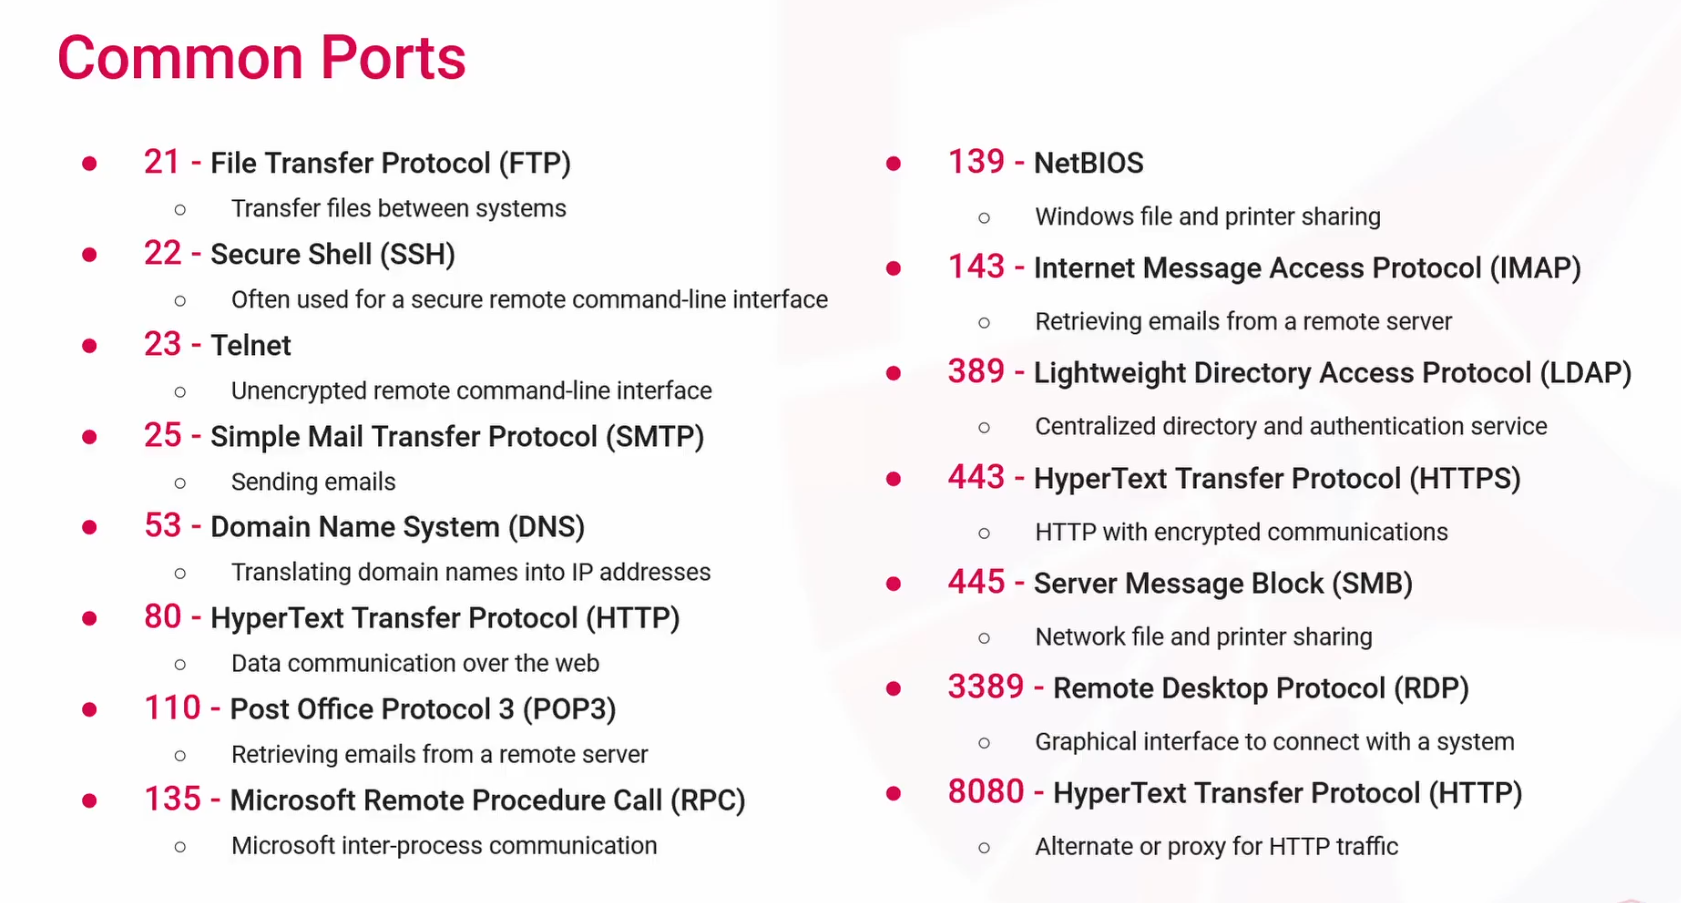 Common Ports
● 21 - File Transfer Protocol (FTP)
○ Transfer files between systems
● 22 - Secure Shell (SSH)
○ Often used for a secure remote command-line interface
● 23 - Telnet
○ Unencrypted remote command-line interface
● 25 - Simple Mail Transfer Protocol (SMTP)
○ Sending emails
● 53 - Domain Name System (DNS)
○ Translating domain names into IP addresses
● 80 - HyperText Transfer Protocol (HTTP)
○ Data communication over the web
● 110 - Post Office Protocol 3 (POP3)
○ Retrieving emails from a remote server
● 135 - Microsoft Remote Procedure Call (RPC)
○ Microsoft inter-process communication
● 139 - NetBIOS
○ Windows file and printer sharing
● 143 - Internet Message Access Protocol (IMAP)
○ Retrieving emails from a remote server
● 389 - Lightweight Directory Access Protocol (LDAP)
○ Centralized directory and authentication service
● 443 - HyperText Transfer Protocol (HTTPS)
○ HTTP with encrypted communications
● 445 - Server Message Block (SMB)
○ Network file and printer sharing
● 3389 - Remote Desktop Protocol (RDP)
○ Graphical interface to connect with a system
● 8080 - HyperText Transfer Protocol (HTTP)
○ Alternate or proxy for HTTP traffic